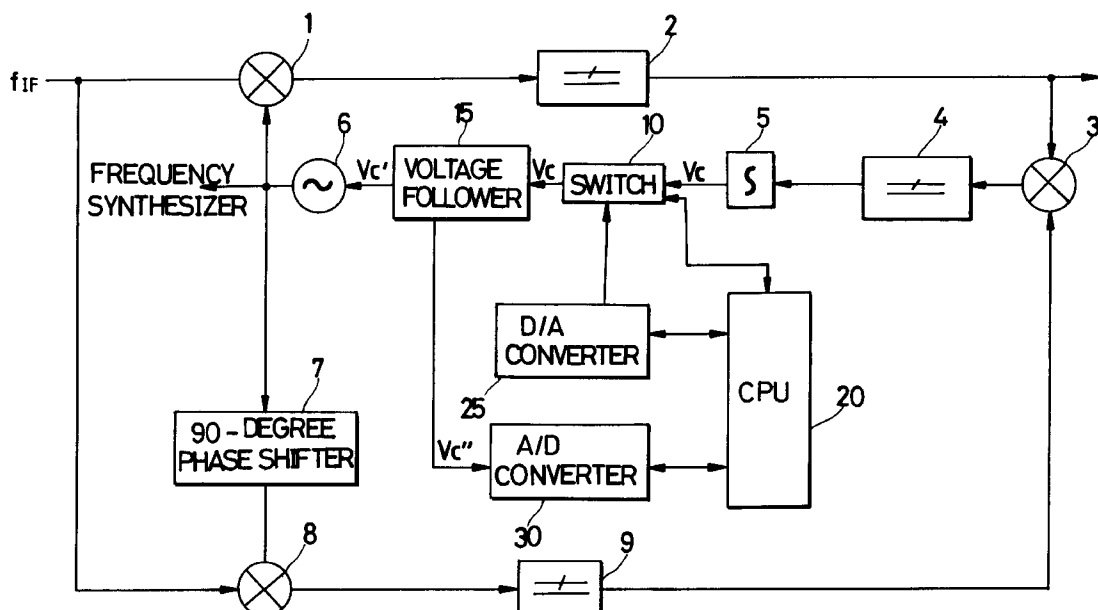 1
2
fIF
6
15
10
5
4
3
FREQUENCY
SYNTHESIZER
Vc'
VOLTAGE
FOLLOWER
Vc
SWITCH
Vc
D/A
CONVERTER
25
CPU
20
7
90-DEGREE
PHASE SHIFTER
Vc"
A/D
CONVERTER
30
8
9